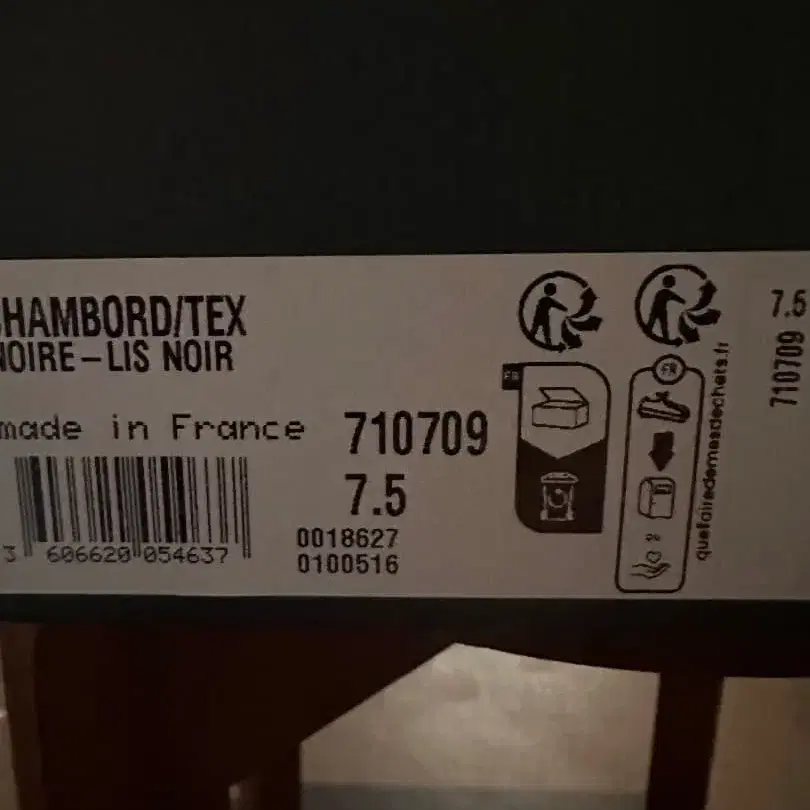 CHAMBORD/TEX
NOIRE – LIS NOIR
made in France
710709
7.5
0018627
0100516
3 606620 054637
FR
FR
quefairedemesdechets.fr
7.5
710709